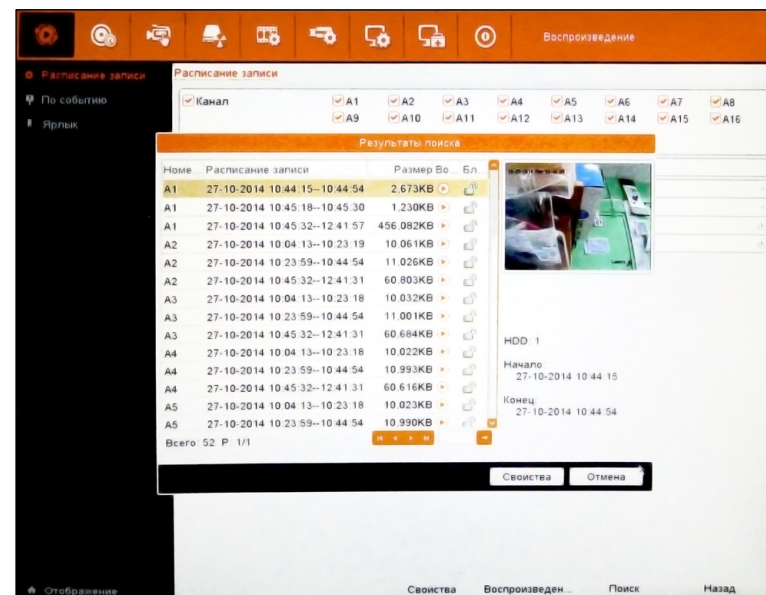 Воспроизведение
Расписание записи
По событию
Ярлык
Расписание записи
Канал A1 A2 A3 A4 A5 A6 A7 A8
A9 A10 A11 A12 A13 A14 A15 A16
Результаты поиска
Номе... Расписание записи Размер Во... Бл...
A1 27-10-2014 10:44:15--10:44:54 2,673KB
A1 27-10-2014 10:45:18--10:45:30 1,230KB
A1 27-10-2014 10:45:32--12:41:57 456,082KB
A2 27-10-2014 10:04:13--10:23:19 10,061KB
A2 27-10-2014 10:23:59--10:44:54 11,026KB
A2 27-10-2014 10:45:32--12:41:31 60,803KB
A3 27-10-2014 10:04:13--10:23:18 10,032KB
A3 27-10-2014 10:23:59--10:44:54 11,001KB
A3 27-10-2014 10:45:32--12:41:31 60,684KB
A4 27-10-2014 10:04:13--10:23:18 10,022KB
A4 27-10-2014 10:23:59--10:44:54 10,993KB
A4 27-10-2014 10:45:32--12:41:31 60,616KB
A5 27-10-2014 10:04:13--10:23:18 10,023KB
A5 27-10-2014 10:23:59--10:44:54 10,990KB
Всего: 52 P: 1/1
HDD: 1
Начало:
27-10-2014 10:44:15
Конец:
27-10-2014 10:44:54
Свойства Отмена
Отображение Свойства Воспроизведен... Поиск Назад